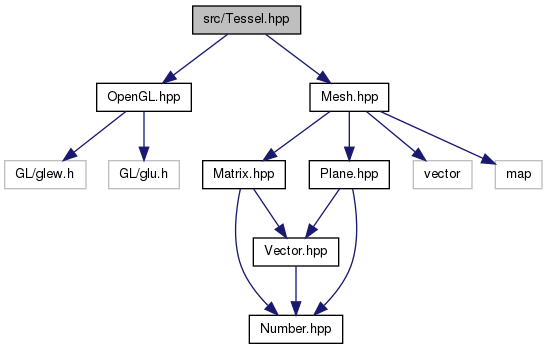 src/Tessel.hpp
OpenGL.hpp
Mesh.hpp
GL/glew.h
GL/glu.h
Matrix.hpp
Plane.hpp
vector
map
Vector.hpp
Number.hpp